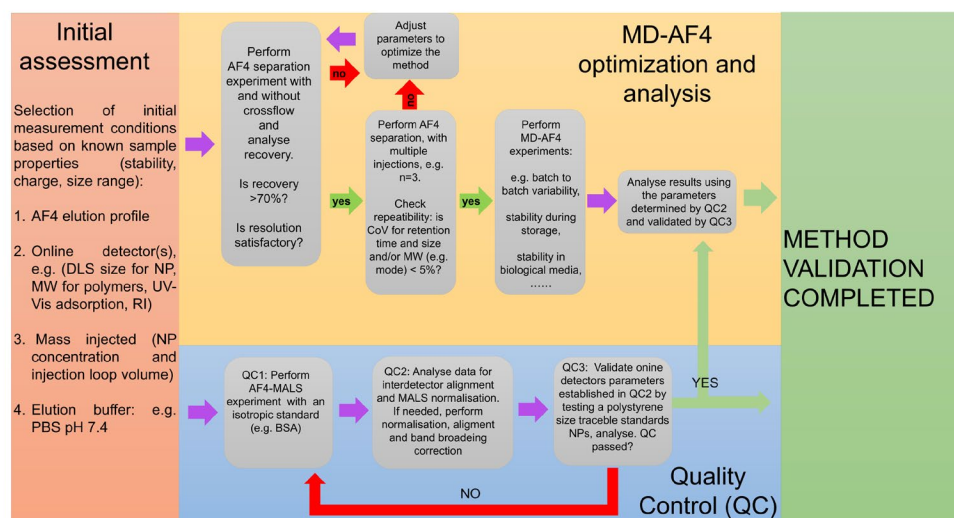 Initial
assessment
Selection of initial
measurement conditions
based on known sample
properties (stability,
charge, size range):
1. AF4 elution profile
2. Online detector(s),
e.g. (DLS size for NP,
MW for polymers, UV-
Vis adsorption, RI)
3. Mass injected (NP
concentration and
injection loop volume)
4. Elution buffer: e.g.
PBS pH 7.4
Perform
AF4 separation
experiment with
and without
crossflow
and
analyse
recovery.
Is recovery
>70%?
Is resolution
satisfactory?
Adjust
parameters to
optimize the
method
no
no
yes
Perform AF4
separation, with
multiple
injections, e.g.
n=3.
Check
repeatibility: is
CoV for retention
time and size
and/or MW (e.g.
mode) < 5%?
yes
Perform
MD-AF4
experiments:
e.g. batch to
batch variability,
stability during
storage,
stability in
biological media,
......
MD-AF4
optimization and
analysis
Analyse results using
the parameters
determined by QC2
and validated by QC3
METHOD
VALIDATION
COMPLETED
QC1: Perform
AF4-MALS
experiment with an
isotropic standard
(e.g. BSA)
QC2: Analyse data for
interdetector alignment
and MALS normalisation.
If needed, perform
normalisation, aligment
and band broadeing
correction
QC3: Validate onine
detectors parameters
established in QC2 by
testing a polystyrene
size traceble standards
NPs, analyse. QC
passed?
YES
NO
Quality
Control (QC)